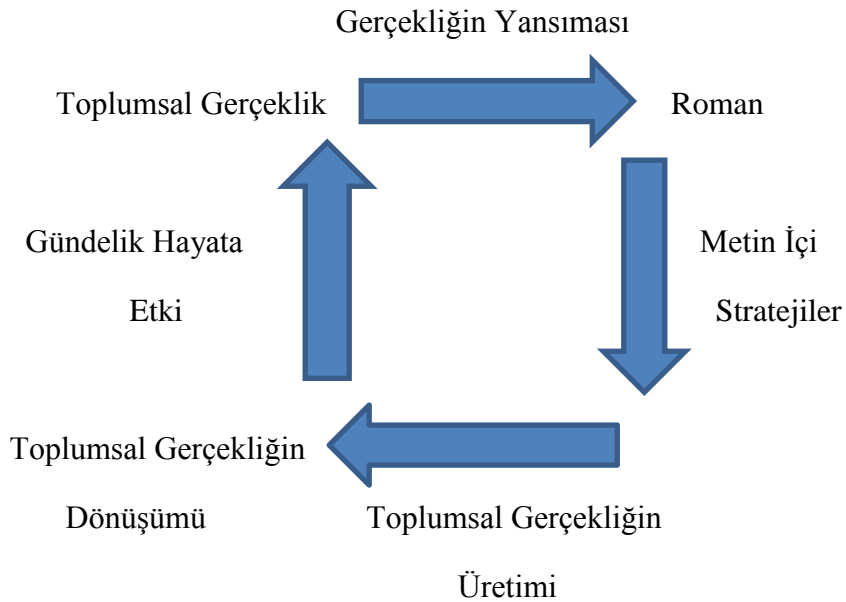 Gerçekliğin Yansıması
Toplumsal Gerçeklik
Roman
Gündelik Hayata
Etki
Metin İçi
Stratejiler
Toplumsal Gerçekliğin
Dönüşümü
Toplumsal Gerçekliğin
Üretimi